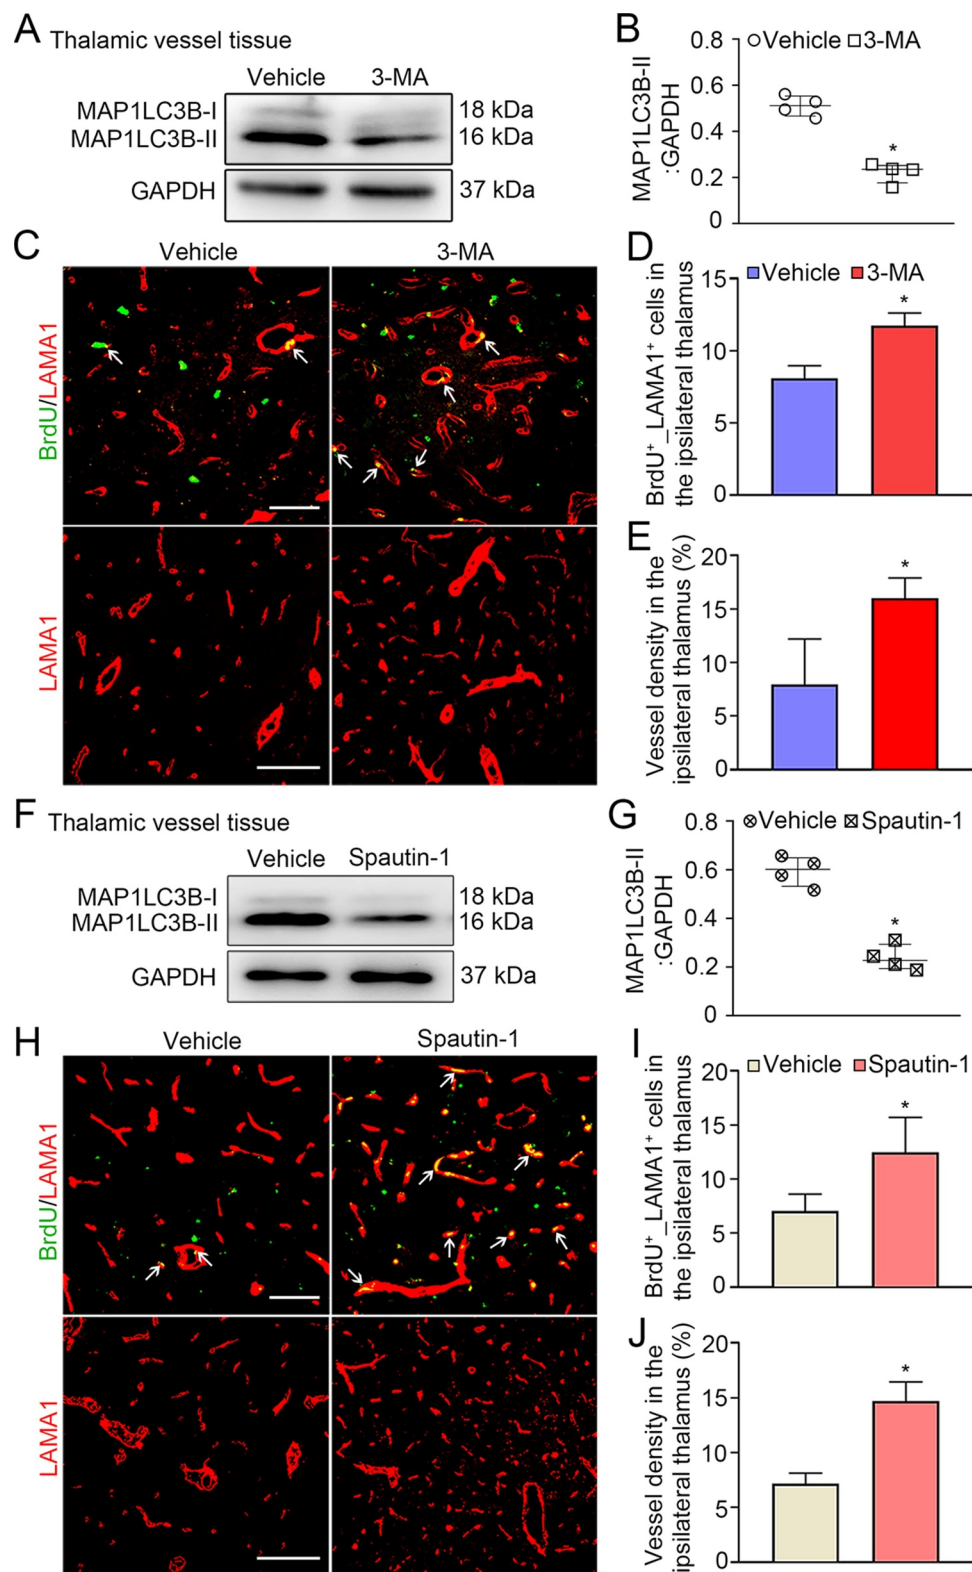 A Thalamic vessel tissue
Vehicle 3-MA
MAP1LC3B-I 18 kDa
MAP1LC3B-II 16 kDa
GAPDH 37 kDa
B
Vehicle 3-MA
MAP1LC3B-II
:GAPDH
0.8
0.6
0.4
0.2
0
*
C
Vehicle 3-MA
BrdU/LAMA1
LAMA1
D
Vehicle 3-MA
BrdU⁺_LAMA1⁺ cells in
the ipsilateral thalamus
15
10
5
0
*
E
Vessel density in the
ipsilateral thalamus (%)
20
15
10
5
0
*
F Thalamic vessel tissue
Vehicle Spautin-1
MAP1LC3B-I 18 kDa
MAP1LC3B-II 16 kDa
GAPDH 37 kDa
G
Vehicle Spautin-1
MAP1LC3B-II
:GAPDH
0.8
0.6
0.4
0.2
0
*
H
Vehicle Spautin-1
BrdU/LAMA1
LAMA1
I
Vehicle Spautin-1
BrdU⁺_LAMA1⁺ cells in
the ipsilateral thalamus
20
15
10
5
0
*
J
Vessel density in the
ipsilateral thalamus (%)
20
15
10
5
0
*